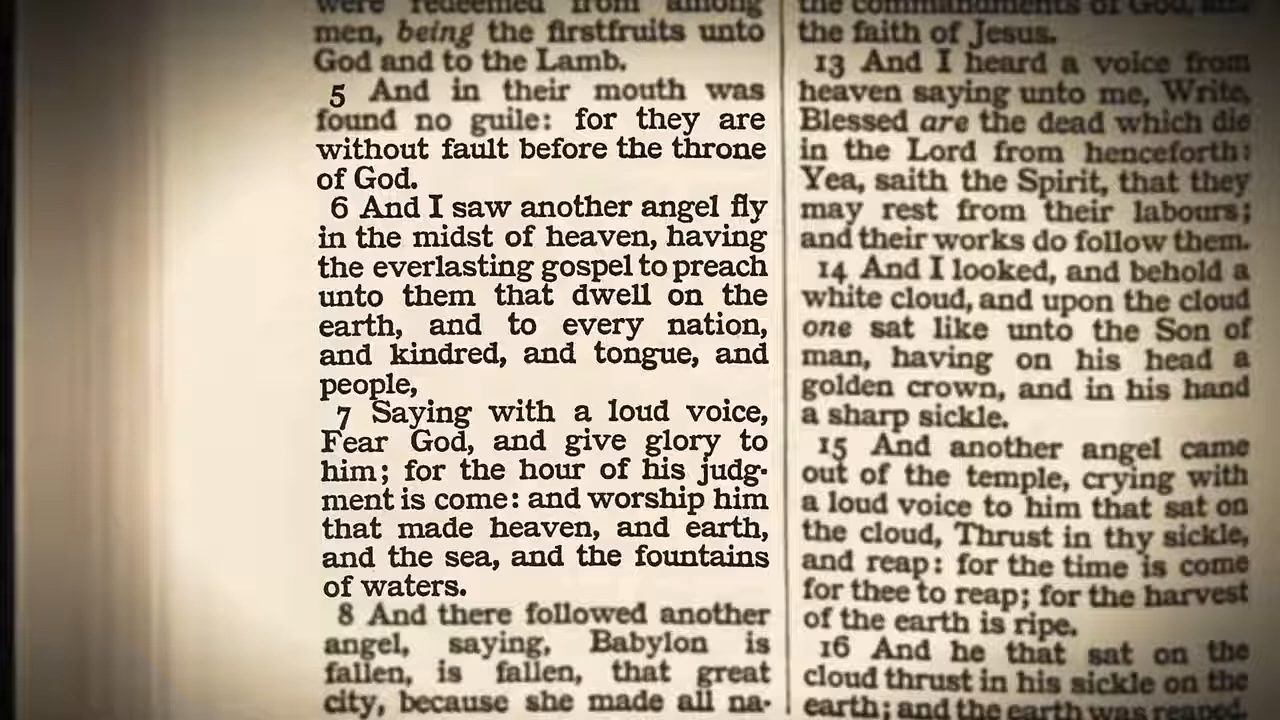 were redeemed from among
men, being the firstfruits unto
God and to the Lamb.
5 And in their mouth was
found no guile: for they are
without fault before the throne
of God.
6 And I saw another angel fly
in the midst of heaven, having
the everlasting gospel to preach
unto them that dwell on the
earth, and to every nation,
and kindred, and tongue, and
people,
7 Saying with a loud voice,
Fear God, and give glory to
him; for the hour of his judg-
ment is come: and worship him
that made heaven, and earth,
and the sea, and the fountains
of waters.
8 And there followed another
angel, saying, Babylon is
fallen, is fallen, that great
city, because she made all na-
the commandments of God, and
the faith of Jesus.
13 And I heard a voice from
heaven saying unto me, Write,
Blessed are the dead which die
in the Lord from henceforth:
Yea, saith the Spirit, that they
may rest from their labours;
and their works do follow them.
14 And I looked, and behold a
white cloud, and upon the cloud
one sat like unto the Son of
man, having on his head a
golden crown, and in his hand
a sharp sickle.
15 And another angel came
out of the temple, crying with
a loud voice to him that sat on
the cloud, Thrust in thy sickle,
and reap: for the time is come
for thee to reap; for the harvest
of the earth is ripe.
16 And he that sat on the
cloud thrust in his sickle on the
earth; and the earth was reaped.